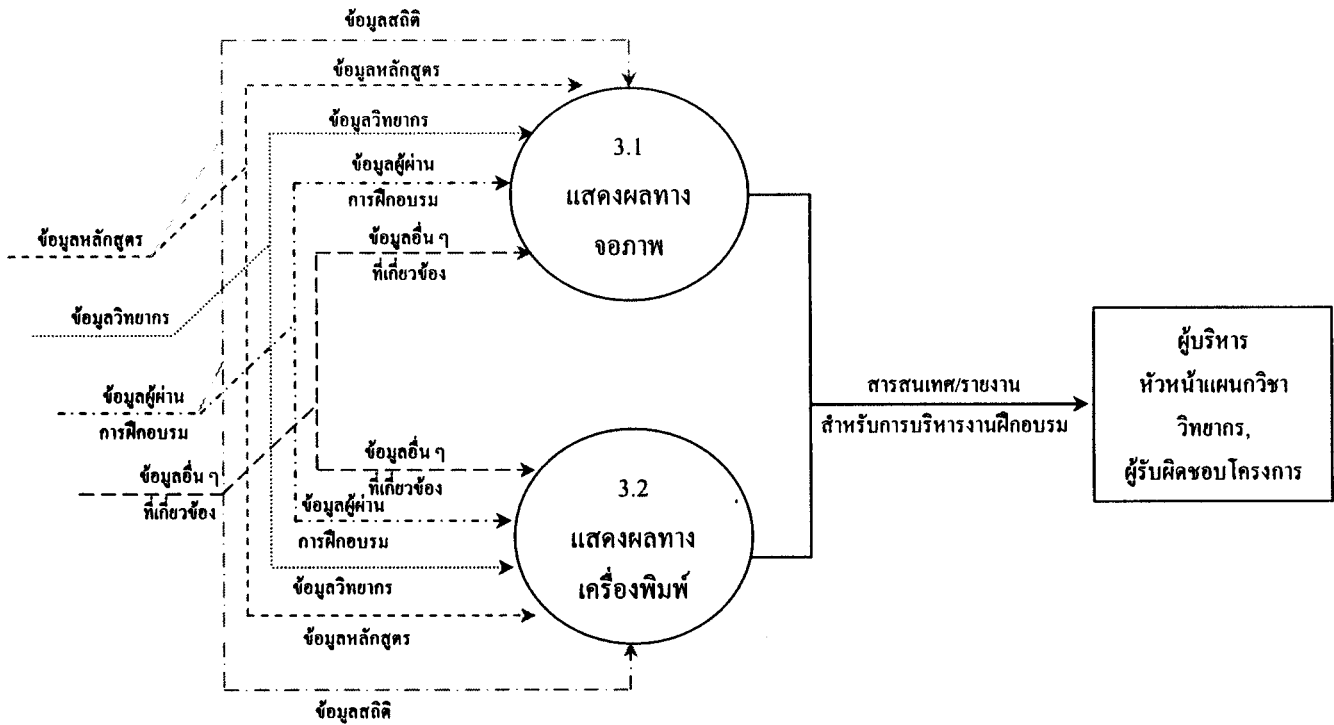 ข้อมูลสถิติ
ข้อมูลหลักสูตร
ข้อมูลวิทยากร
ข้อมูลผู้ผ่าน
การฝึกอบรม
ข้อมูลอื่น ๆ
ที่เกี่ยวข้อง
3.1
แสดงผลทาง
จอภาพ
ข้อมูลหลักสูตร
ข้อมูลวิทยากร
ข้อมูลผู้ผ่าน
การฝึกอบรม
ข้อมูลอื่น ๆ
ที่เกี่ยวข้อง
ข้อมูลอื่น ๆ
ที่เกี่ยวข้อง
ข้อมูลผู้ผ่าน
การฝึกอบรม
ข้อมูลวิทยากร
ข้อมูลหลักสูตร
ข้อมูลสถิติ
3.2
แสดงผลทาง
เครื่องพิมพ์
สารสนเทศ/รายงาน
สำหรับการบริหารงานฝึกอบรม
ผู้บริหาร
หัวหน้าแผนกวิชา
วิทยากร,
ผู้รับผิดชอบโครงการ